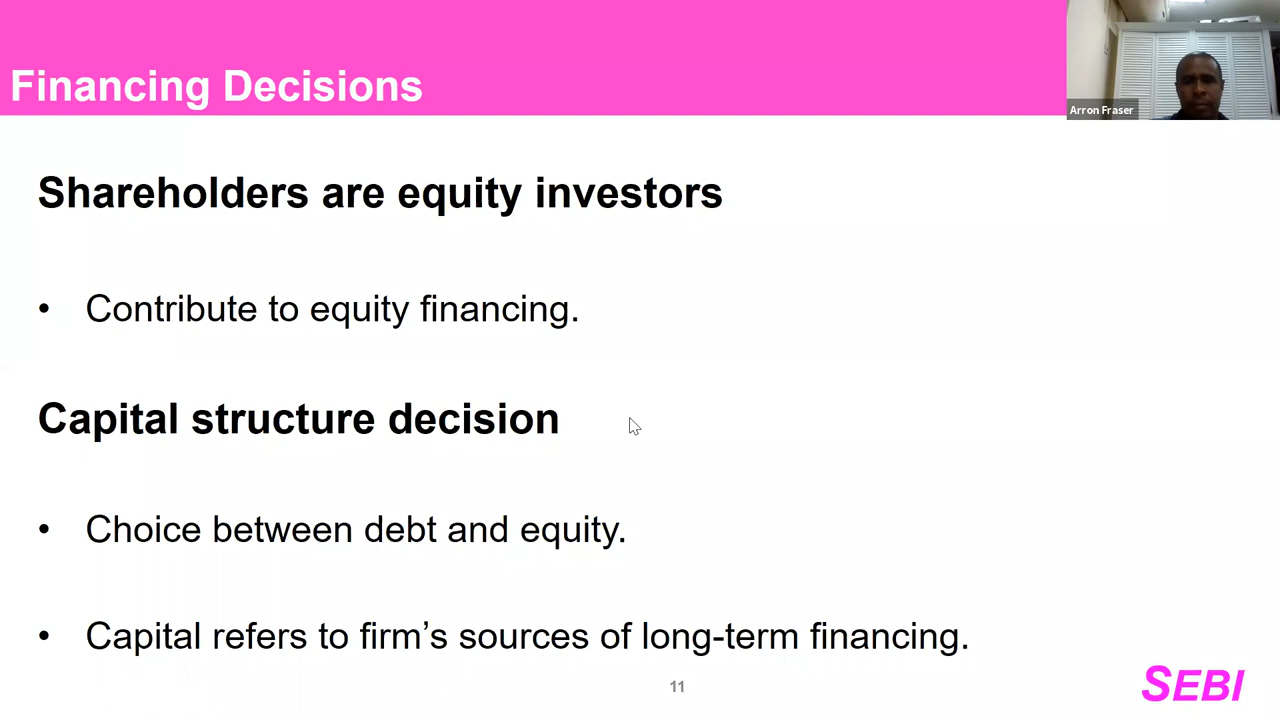 Financing Decisions
Arron Fraser
Shareholders are equity investors
• Contribute to equity financing.
Capital structure decision
• Choice between debt and equity.
• Capital refers to firm’s sources of long-term financing.
11
SEBI